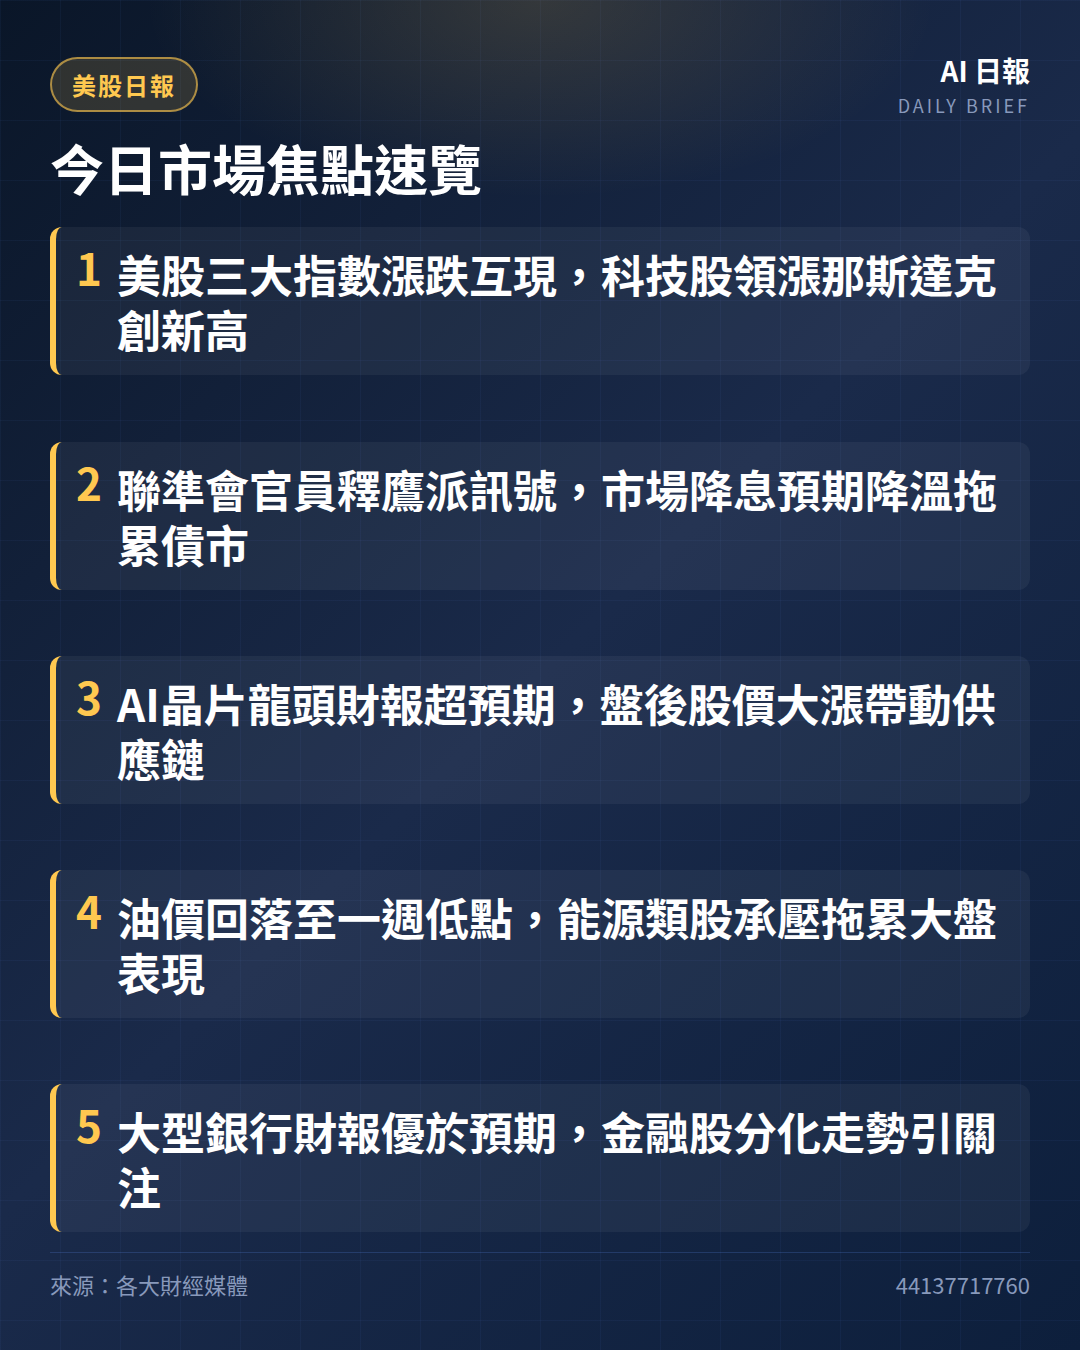 美股日報
AI 日報
DAILY BRIEF
今日市場焦點速覽
1 美股三大指數漲跌互現，科技股領漲那斯達克
創新高
2 聯準會官員釋鷹派訊號，市場降息預期降溫拖
累債市
3 AI晶片龍頭財報超預期，盤後股價大漲帶動供
應鏈
4 油價回落至一週低點，能源類股承壓拖累大盤
表現
5 大型銀行財報優於預期，金融股分化走勢引關
注
來源：各大財經媒體
44137717760